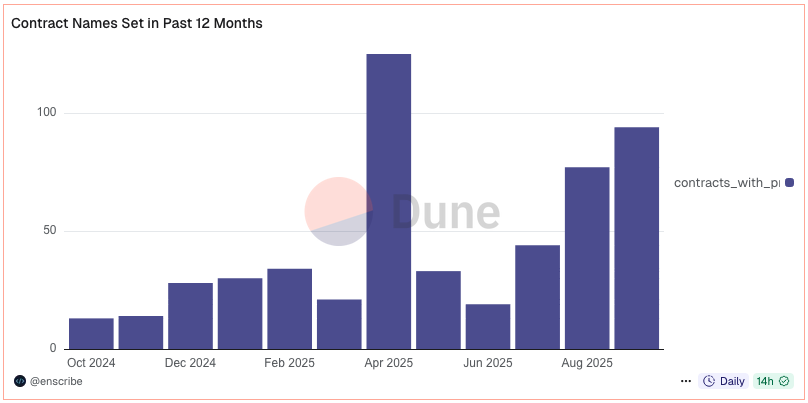 Contract Names Set in Past 12 Months
100
50
0
Dune
contracts_with_pr
Oct 2024 Dec 2024 Feb 2025 Apr 2025 Jun 2025 Aug 2025
@enscribe
Daily 14h